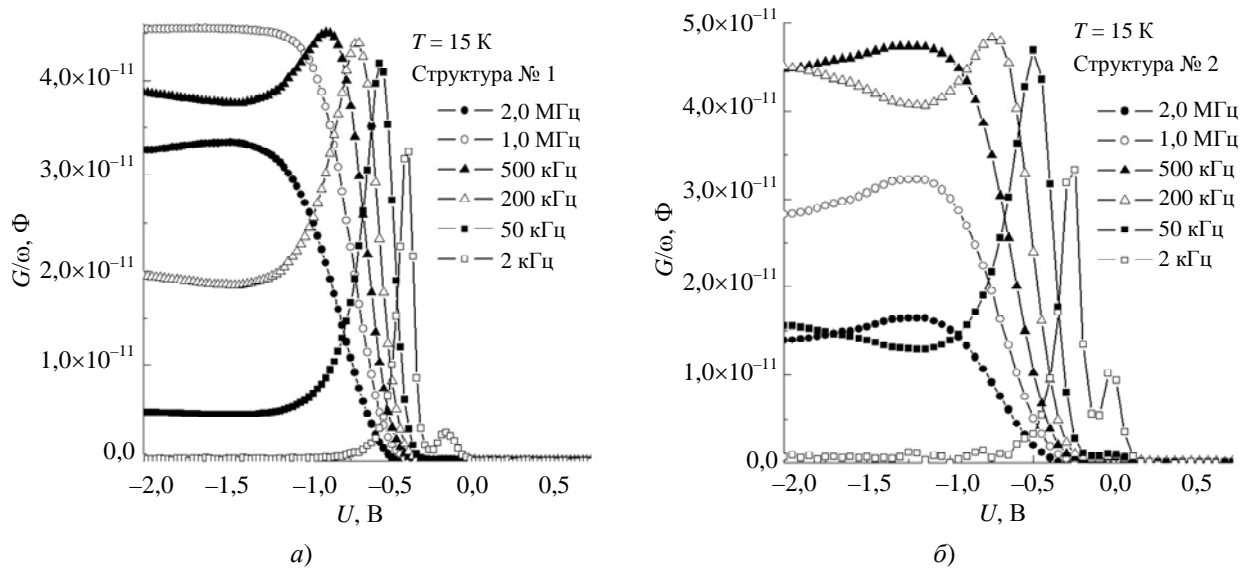 4,0×10⁻¹¹
3,0×10⁻¹¹
2,0×10⁻¹¹
1,0×10⁻¹¹
0,0
G/ω, Ф
T = 15 К
Структура № 1
2,0 МГц
1,0 МГц
500 кГц
200 кГц
50 кГц
2 кГц
–2,0 –1,5 –1,0 –0,5 0,0 0,5
U, В
а)
5,0×10⁻¹¹
4,0×10⁻¹¹
3,0×10⁻¹¹
2,0×10⁻¹¹
1,0×10⁻¹¹
0,0
G/ω, Ф
T = 15 К
Структура № 2
2,0 МГц
1,0 МГц
500 кГц
200 кГц
50 кГц
2 кГц
–2,0 –1,5 –1,0 –0,5 0,0 0,5
U, В
б)